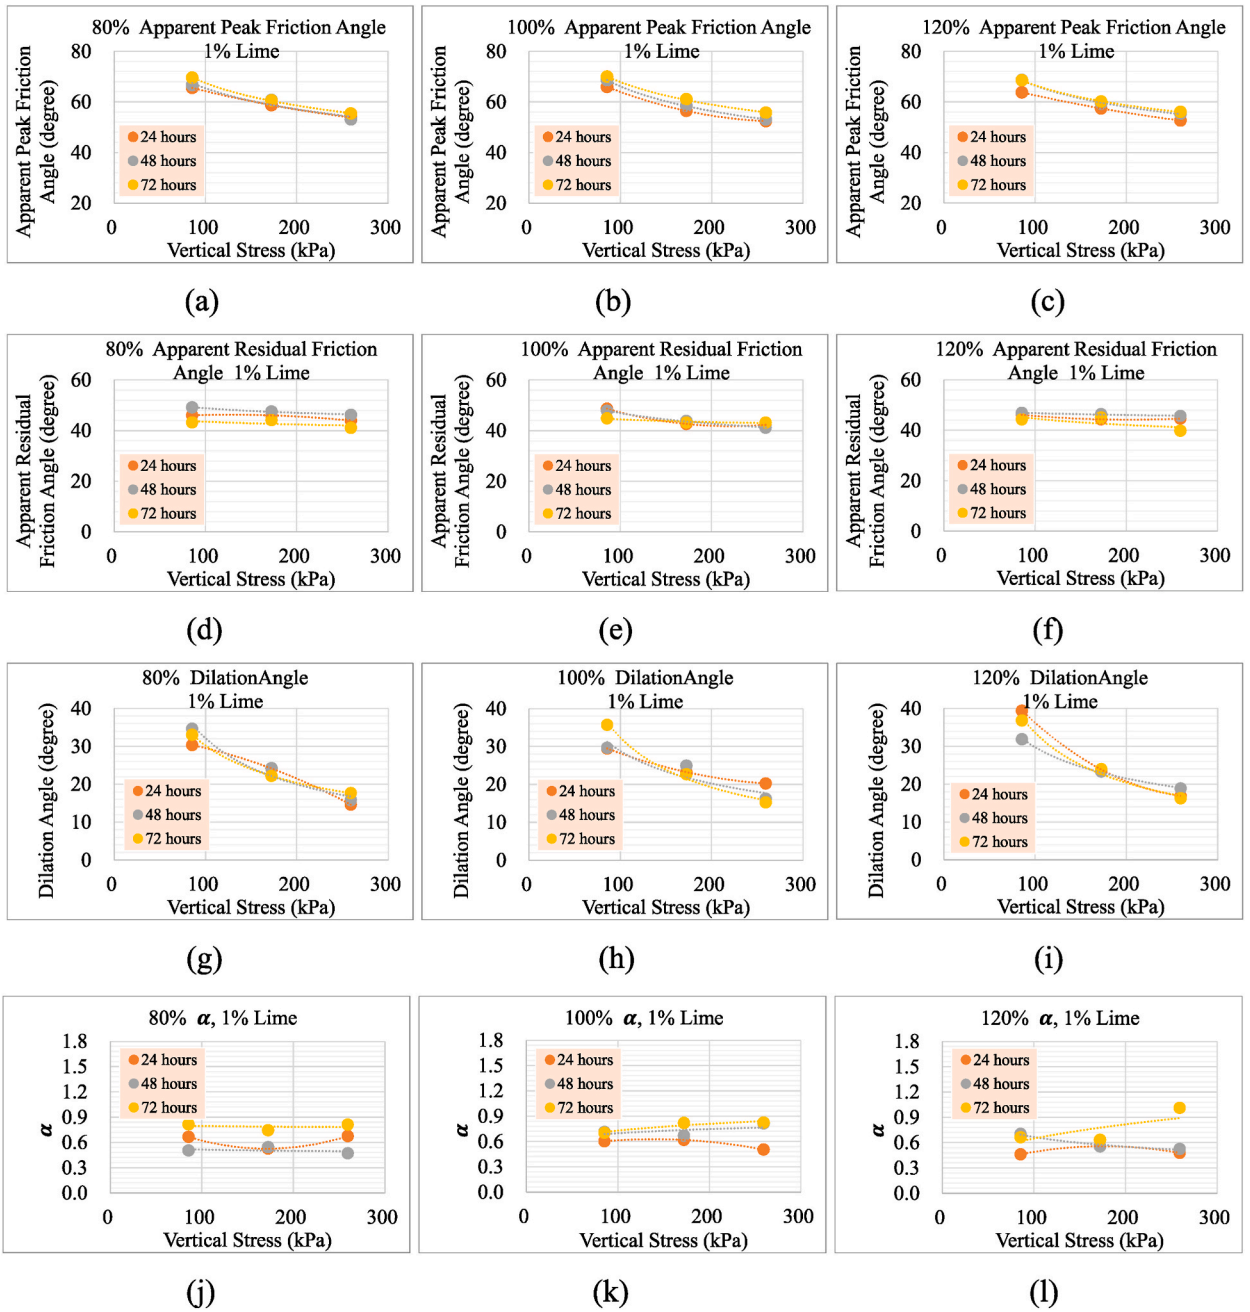 80% Apparent Peak Friction Angle
1% Lime
Apparent Peak Friction
Angle (degree)
80
60
40
20
24 hours
48 hours
72 hours
0
100
200
300
Vertical Stress (kPa)
(a)
100% Apparent Peak Friction Angle
1% Lime
Apparent Peak Friction
Angle (degree)
80
60
40
20
24 hours
48 hours
72 hours
0
100
200
300
Vertical Stress (kPa)
(b)
120% Apparent Peak Friction Angle
1% Lime
Apparent Peak Friction
Angle (degree)
80
60
40
20
24 hours
48 hours
72 hours
0
100
200
300
Vertical Stress (kPa)
(c)
80% Apparent Residual Friction
Angle 1% Lime
Apparent Residual
Friction Angle (degree)
60
40
20
0
24 hours
48 hours
72 hours
0
100
200
300
Vertical Stress (kPa)
(d)
100% Apparent Residual Friction
Angle 1% Lime
Apparent Residual
Friction Angle (degree)
60
40
20
0
24 hours
48 hours
72 hours
0
100
200
300
Vertical Stress (kPa)
(e)
120% Apparent Residual Friction
Angle 1% Lime
Apparent Residual
Friction Angle (degree)
60
40
20
0
24 hours
48 hours
72 hours
0
100
200
300
Vertical Stress (kPa)
(f)
80% DilationAngle
1% Lime
Dilation Angle (degree)
40
30
20
10
0
24 hours
48 hours
72 hours
0
100
200
300
Vertical Stress (kPa)
(g)
100% DilationAngle
1% Lime
Dilation Angle (degree)
40
30
20
10
0
24 hours
48 hours
72 hours
0
100
200
300
Vertical Stress (kPa)
(h)
120% DilationAngle
1% Lime
Dilation Angle (degree)
40
30
20
10
0
24 hours
48 hours
72 hours
0
100
200
300
Vertical Stress (kPa)
(i)
80% α, 1% Lime
α
1.8
1.5
1.2
0.9
0.6
0.3
0.0
24 hours
48 hours
72 hours
0
100
200
300
Vertical Stress (kPa)
(j)
100% α, 1% Lime
α
1.8
1.5
1.2
0.9
0.6
0.3
0.0
24 hours
48 hours
72 hours
0
100
200
300
Vertical Stress (kPa)
(k)
120% α, 1% Lime
α
1.8
1.5
1.2
0.9
0.6
0.3
0.0
24 hours
48 hours
72 hours
0
100
200
300
Vertical Stress (kPa)
(l)